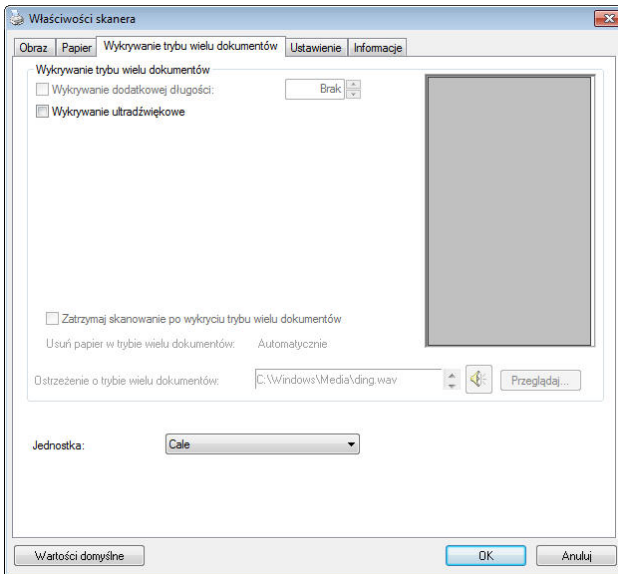 Właściwości skanera
Obraz Papier Wykrywanie trybu wielu dokumentów Ustawienie Informacje
Wykrywanie trybu wielu dokumentów
Wykrywanie dodatkowej długości: Brak
Wykrywanie ultradźwiękowe
Zatrzymaj skanowanie po wykryciu trybu wielu dokumentów
Usuń papier w trybie wielu dokumentów: Automatycznie
Ostrzeżenie o trybie wielu dokumentów: C:\Windows\Media\ding.wav Przeglądaj...
Jednostka: Cale
Wartości domyślne OK Anuluj